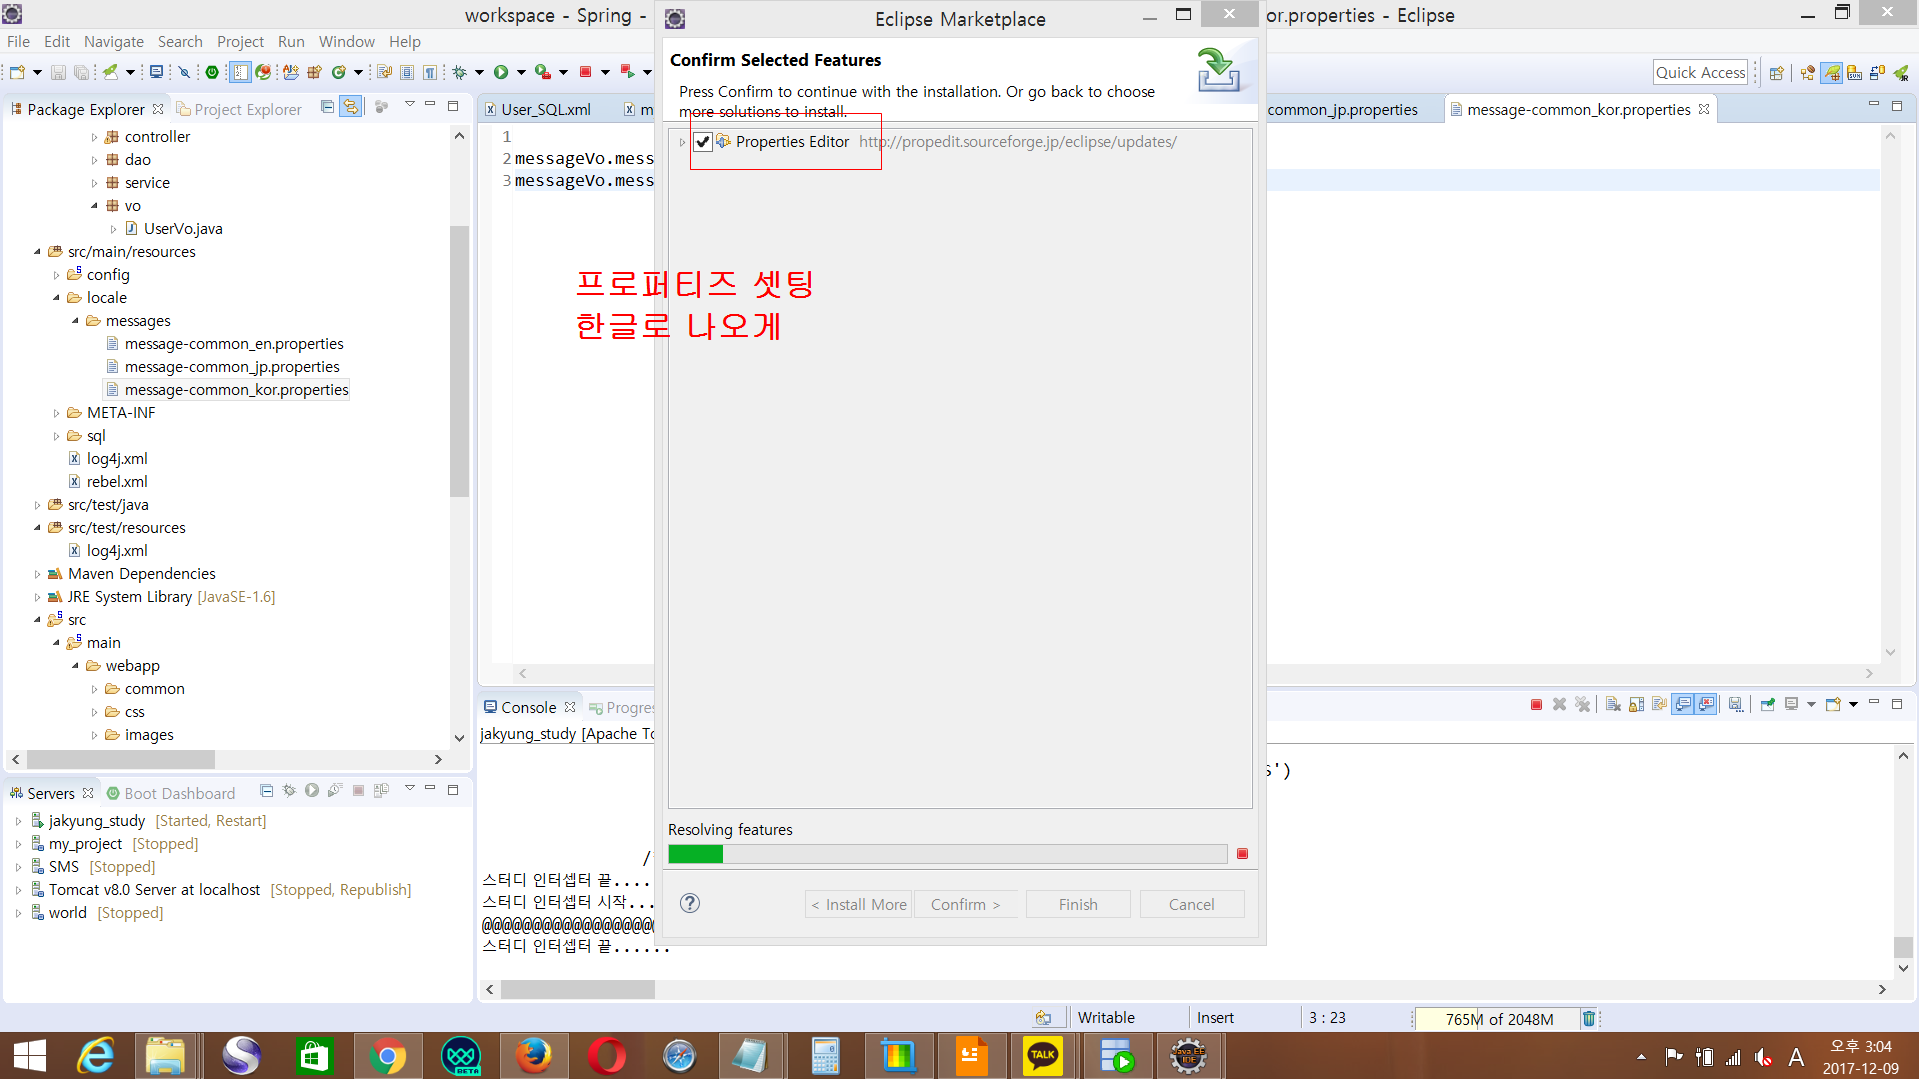 workspace - Spring -
Eclipse Marketplace
or.properties - Eclipse
File Edit Navigate Search Project Run Window Help
Quick Access
Package Explorer
Project Explorer
controller
dao
service
vo
UserVo.java
src/main/resources
config
locale
messages
message-common_en.properties
message-common_jp.properties
message-common_kor.properties
META-INF
sql
log4j.xml
rebel.xml
src/test/java
src/test/resources
log4j.xml
Maven Dependencies
JRE System Library [JavaSE-1.6]
src
main
webapp
common
css
images
Servers
Boot Dashboard
jakyung_study [Started, Restart]
my_project [Stopped]
SMS [Stopped]
Tomcat v8.0 Server at localhost [Stopped, Republish]
world [Stopped]
User_SQL.xml
m
common_jp.properties
message-common_kor.properties
1
2 messageVo.mess
3 messageVo.mess
Confirm Selected Features
Press Confirm to continue with the installation. Or go back to choose
more solutions to install.
Properties Editor http://propedit.sourceforge.jp/eclipse/updates/
프로퍼티즈 셋팅
한글로 나오게
Resolving features
< Install More
Confirm >
Finish
Cancel
Console
Progres
jakyung_study [Apache To
')
/
스터디 인터셉터 끝.....
스터디 인터셉터 시작...
@@@@@@@@@@@@@@@@@@
스터디 인터셉터 끝......
Writable
Insert
3 : 23
765M of 2048M
BETA
TALK
Java EE
IDE
A
오후 3:04
2017-12-09